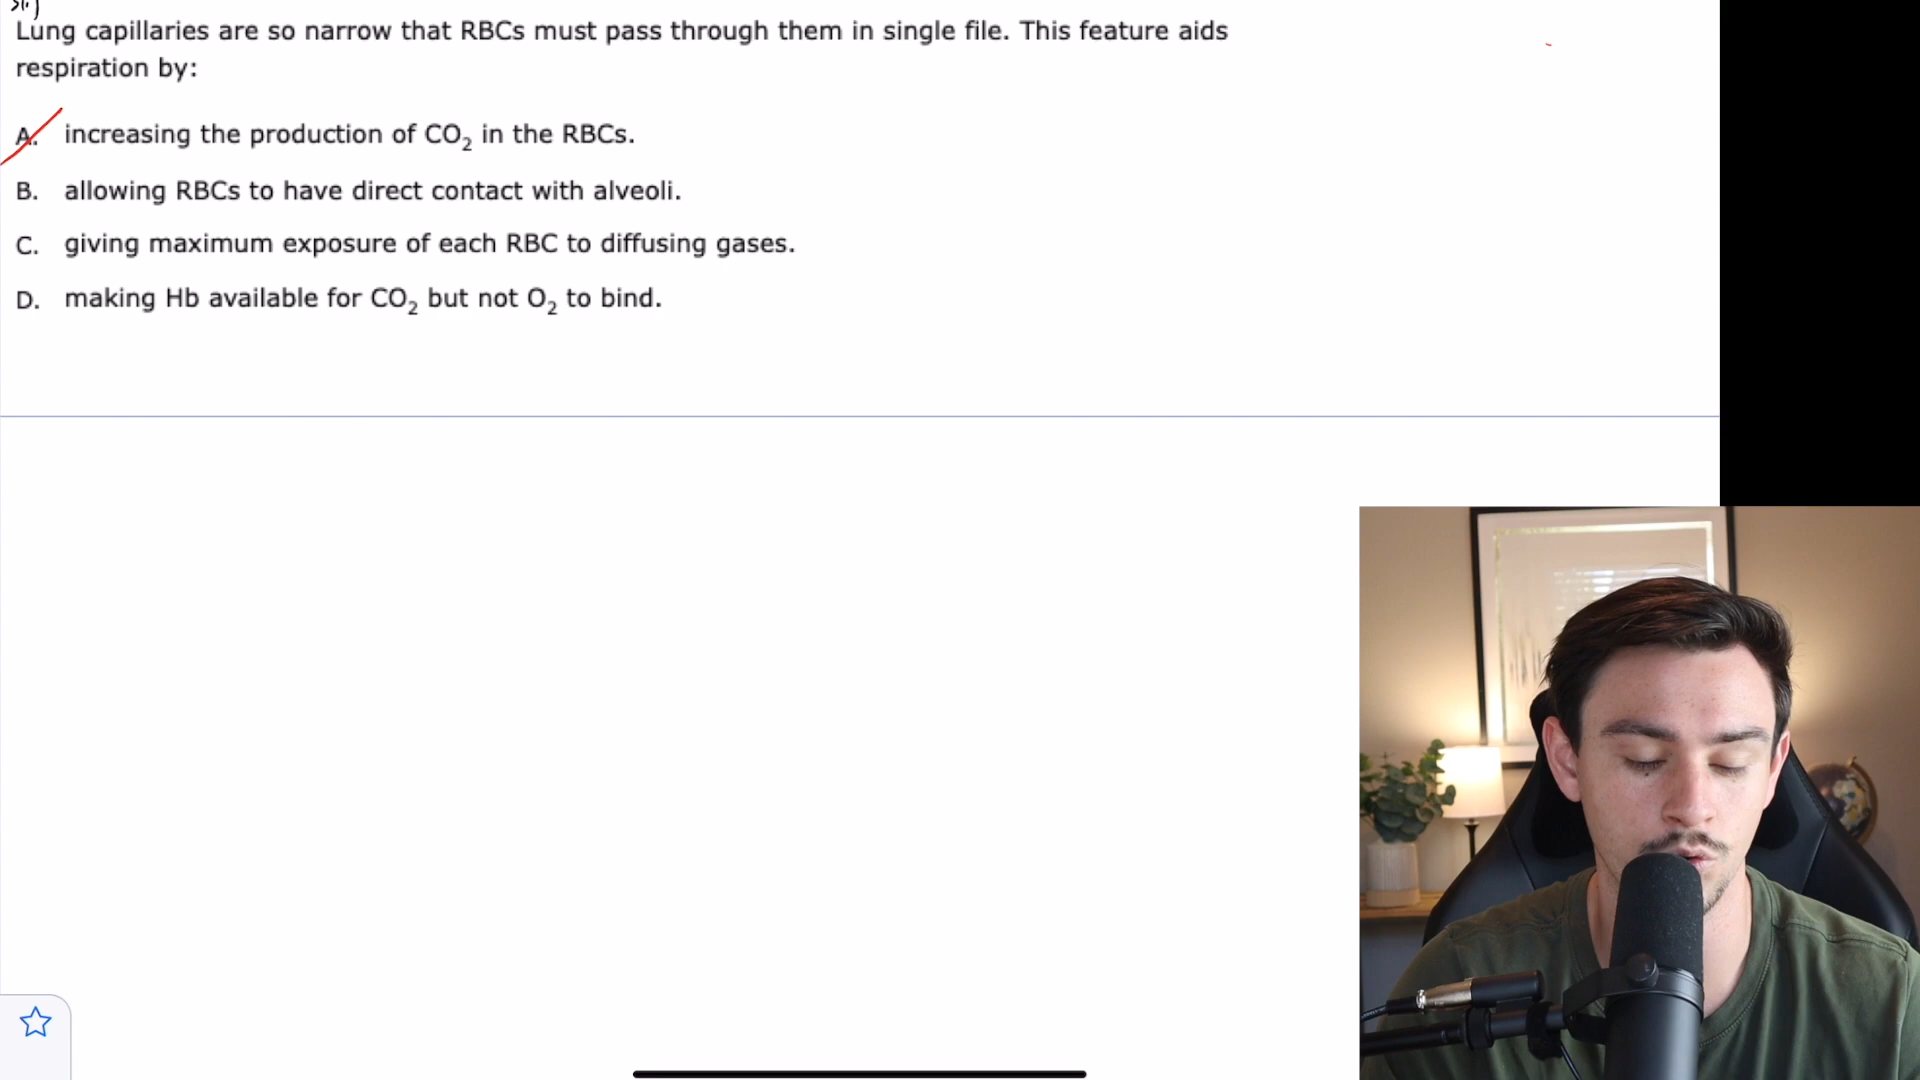 Lung capillaries are so narrow that RBCs must pass through them in single file. This feature aids
respiration by:
A. increasing the production of CO₂ in the RBCs.
B. allowing RBCs to have direct contact with alveoli.
C. giving maximum exposure of each RBC to diffusing gases.
D. making Hb available for CO₂ but not O₂ to bind.